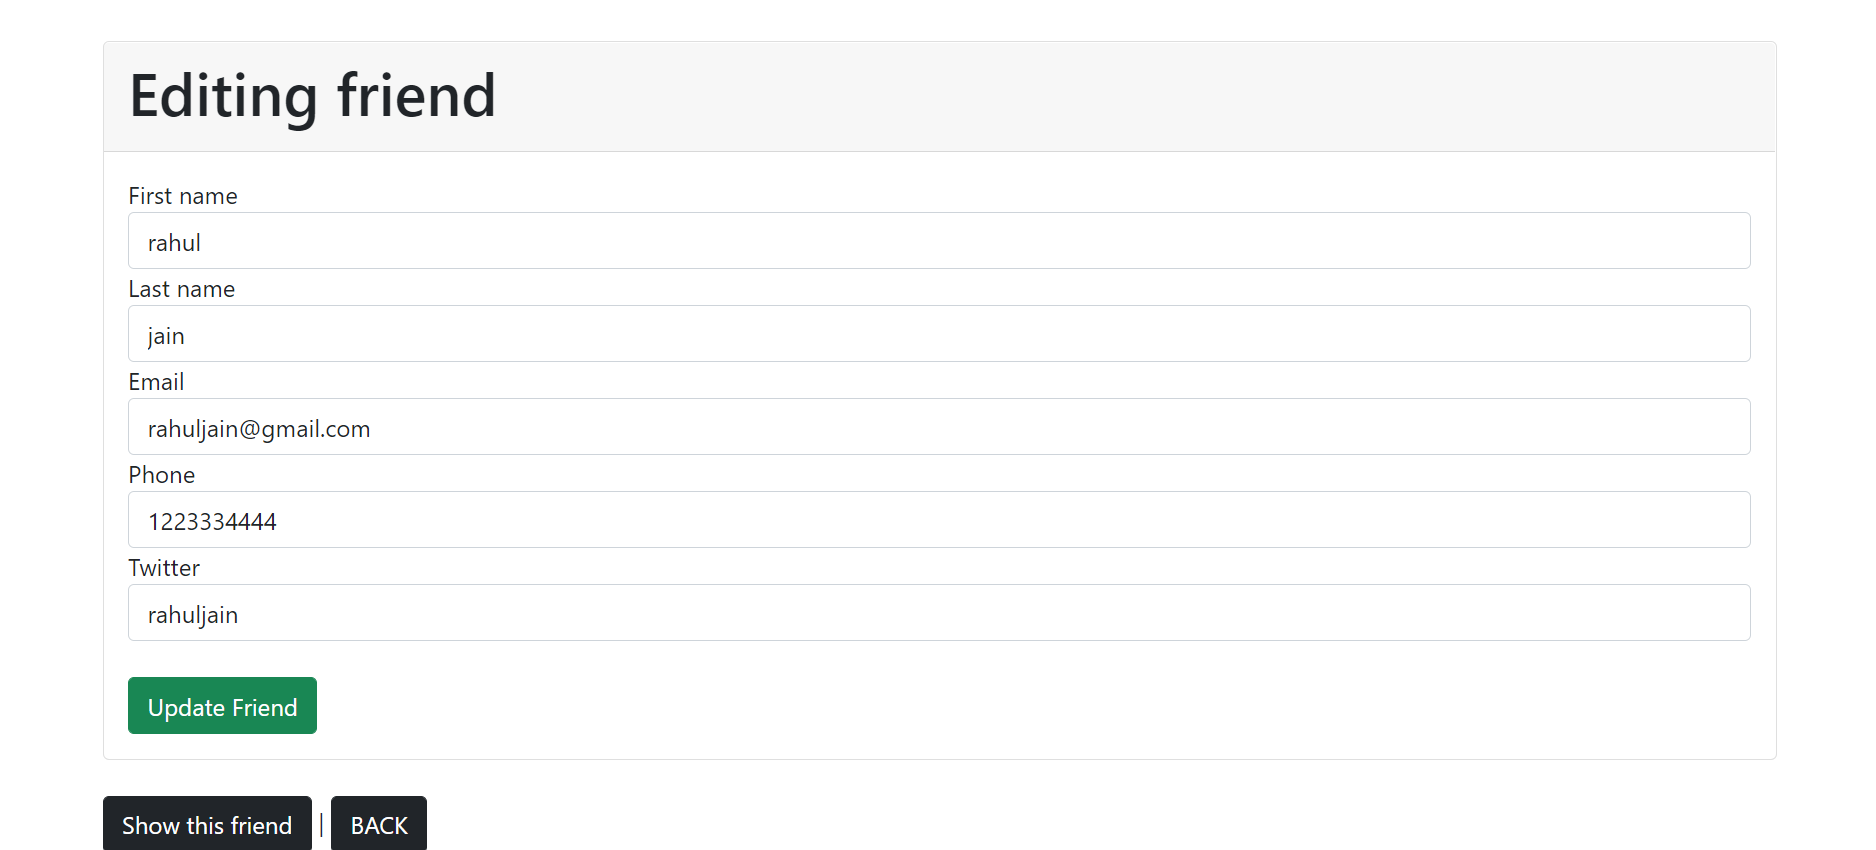 Editing friend
First name
rahul
Last name
jain
Email
rahuljain@gmail.com
Phone
1223334444
Twitter
rahuljain
Update Friend
Show this friend | BACK